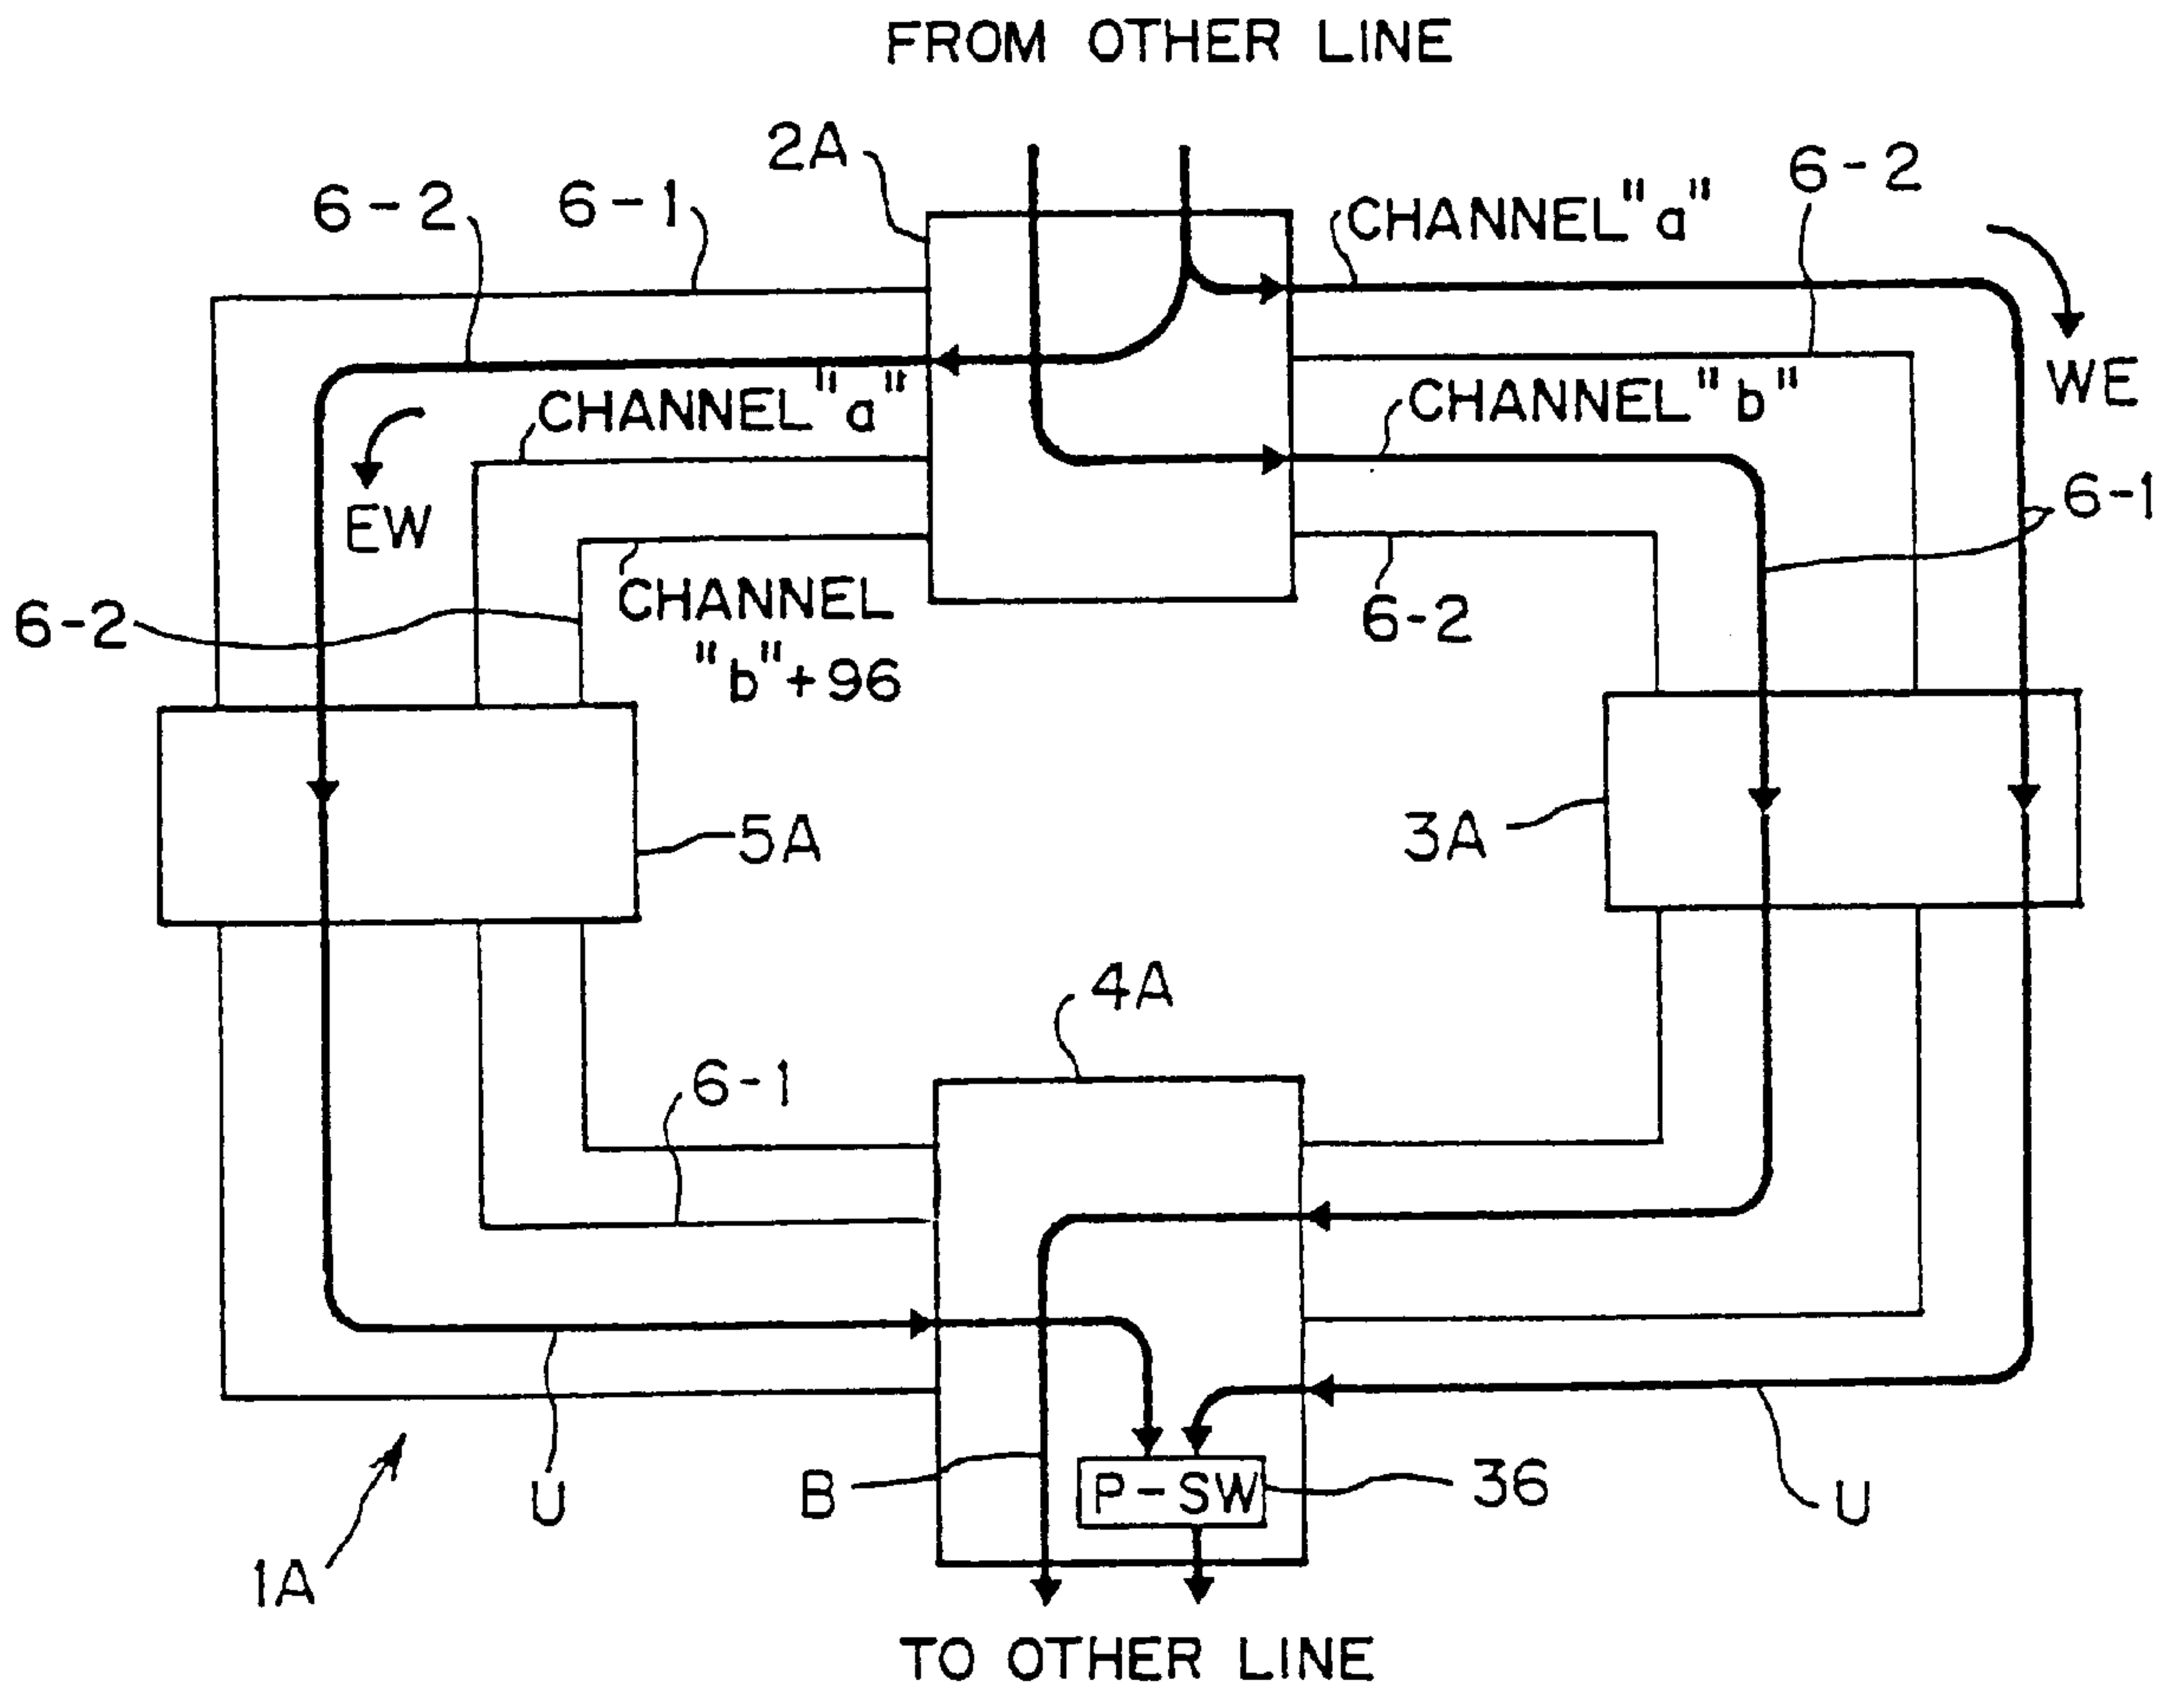 FROM OTHER LINE
2A
6-2
6-1
CHANNEL "a"
6-2
WE
CHANNEL "a"
CHANNEL "b"
EW
6-1
CHANNEL
"b"+96
6-2
6-2
5A
3A
4A
6-1
B
P-SW
36
U
U
1A
TO OTHER LINE